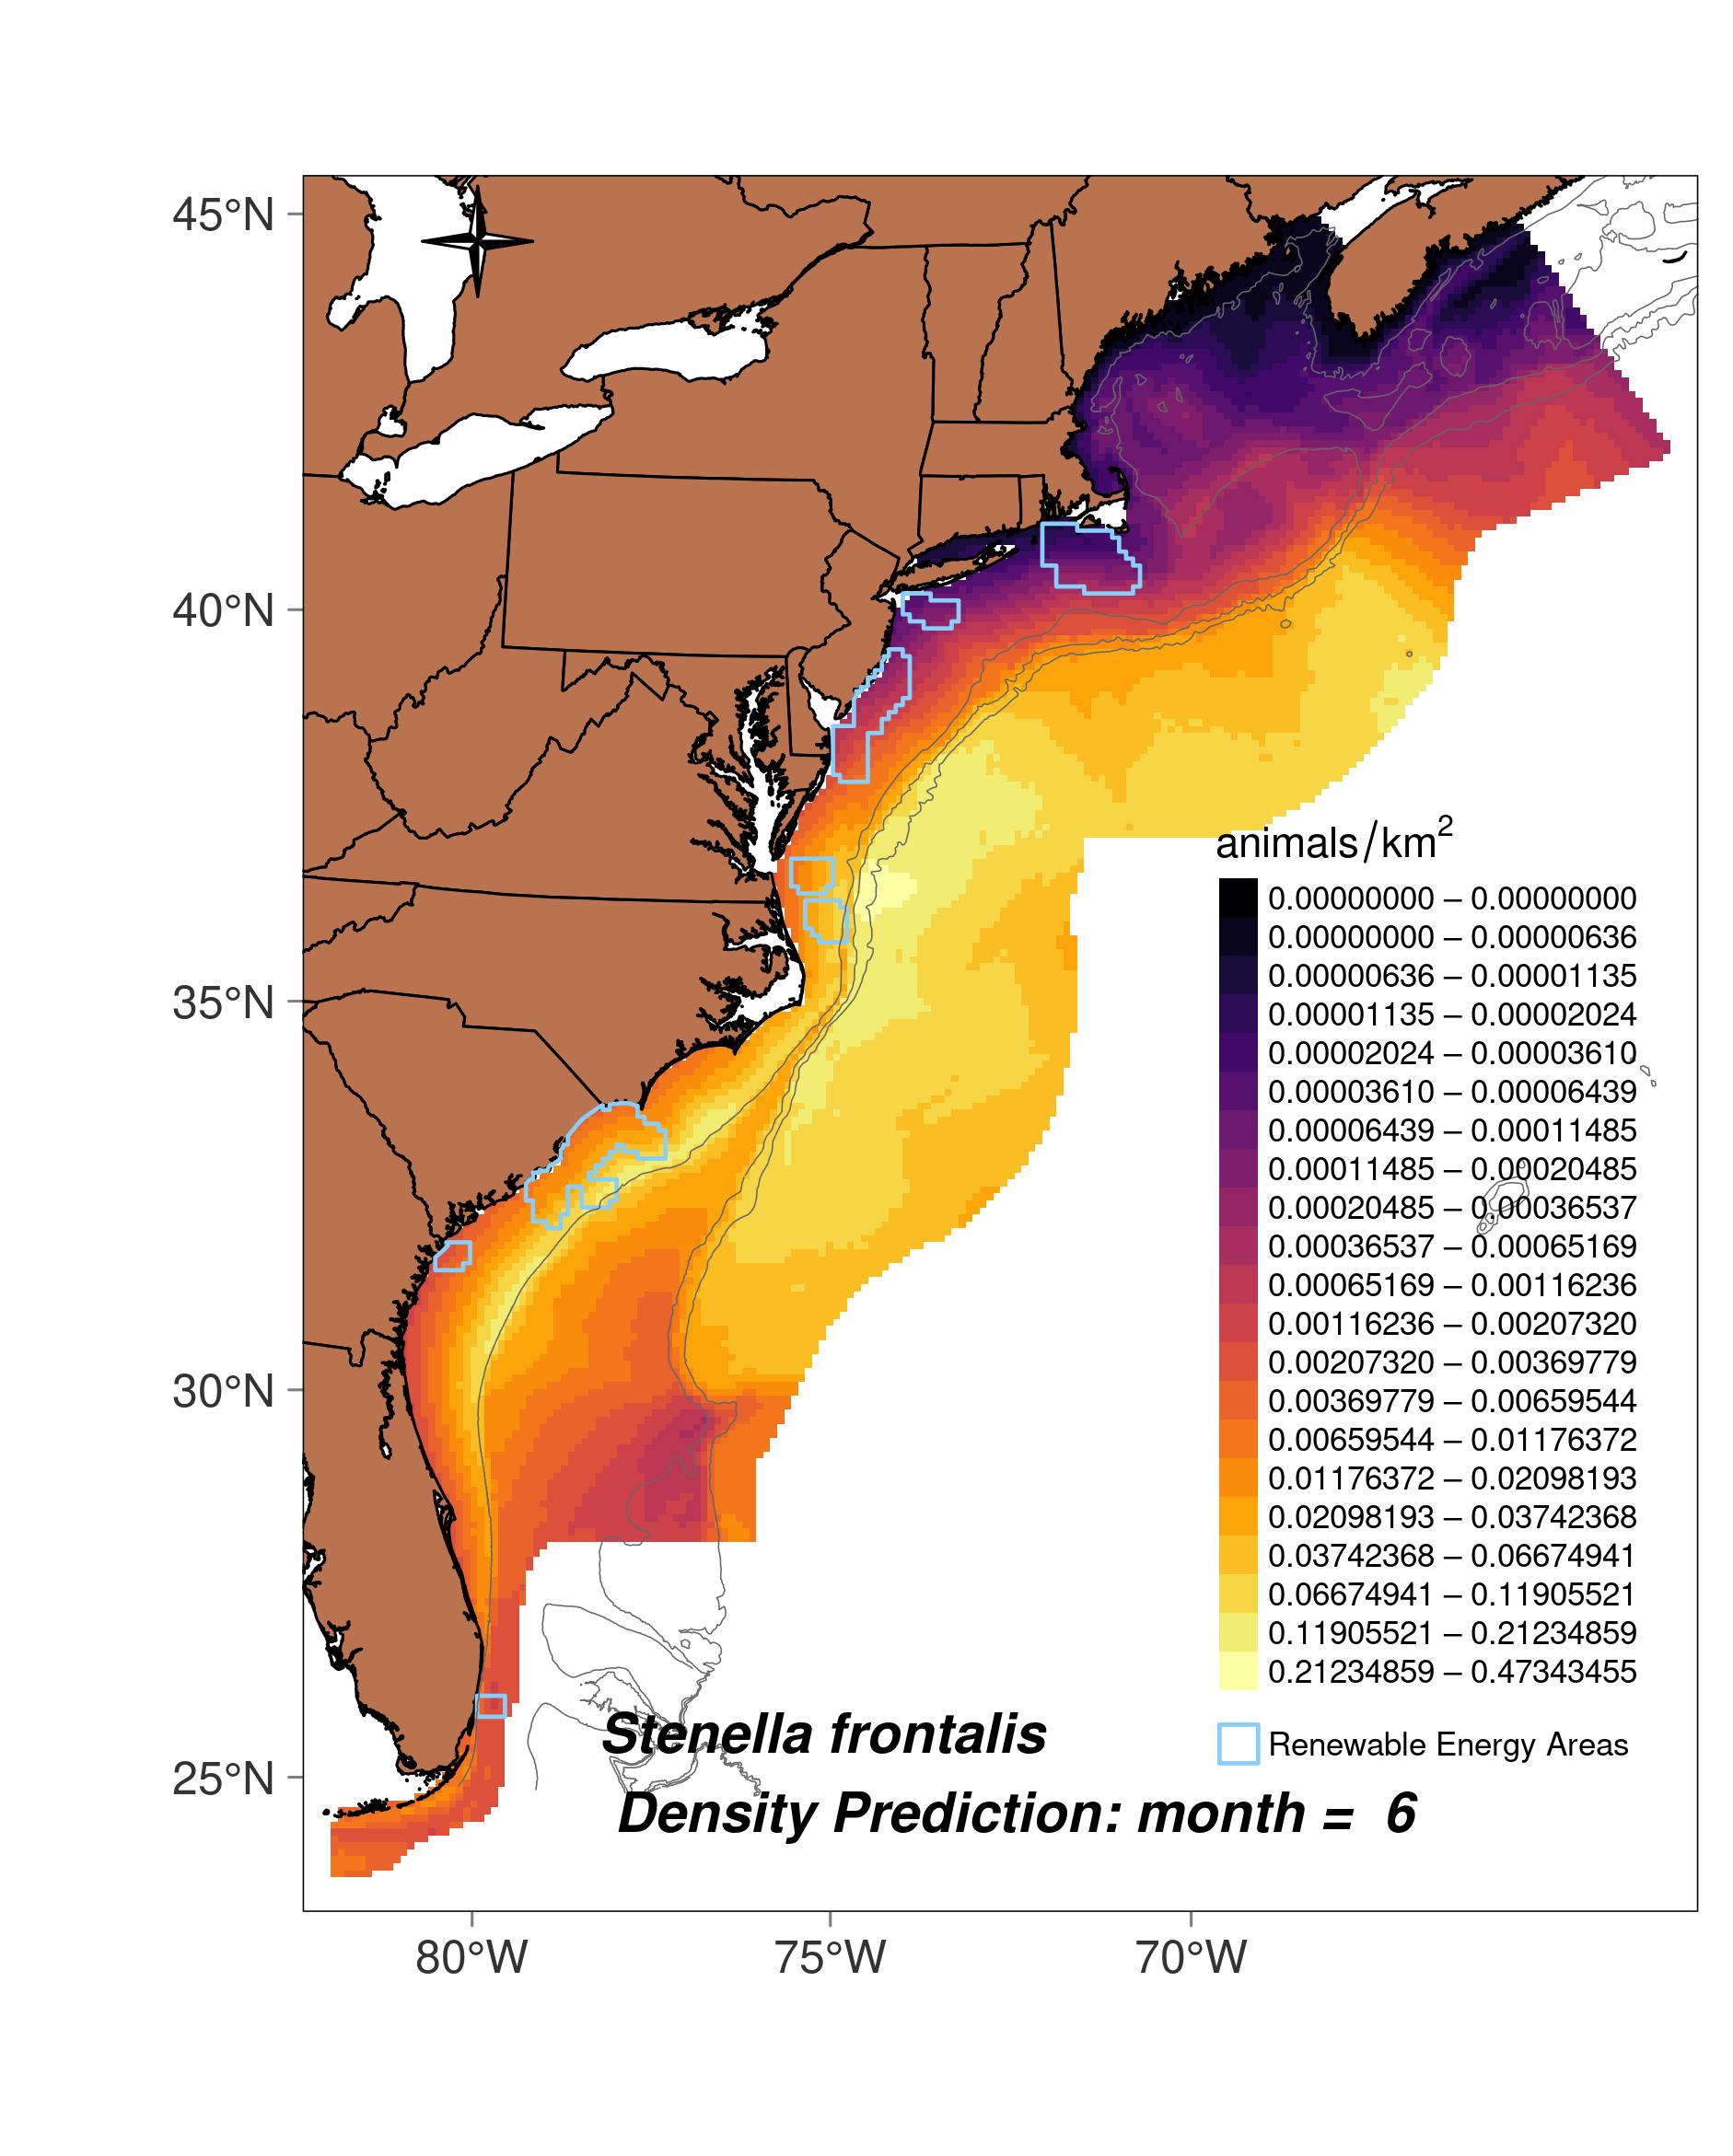 45°N
40°N
35°N
30°N
25°N
80°W
75°W
70°W
animals/km²
0.00000000 – 0.00000000
0.00000000 – 0.00000636
0.00000636 – 0.00001135
0.00001135 – 0.00002024
0.00002024 – 0.00003610
0.00003610 – 0.00006439
0.00006439 – 0.00011485
0.00011485 – 0.00020485
0.00020485 – 0.00036537
0.00036537 – 0.00065169
0.00065169 – 0.00116236
0.00116236 – 0.00207320
0.00207320 – 0.00369779
0.00369779 – 0.00659544
0.00659544 – 0.01176372
0.01176372 – 0.02098193
0.02098193 – 0.03742368
0.03742368 – 0.06674941
0.06674941 – 0.11905521
0.11905521 – 0.21234859
0.21234859 – 0.47343455
Renewable Energy Areas
Stenella frontalis
Density Prediction: month = 6